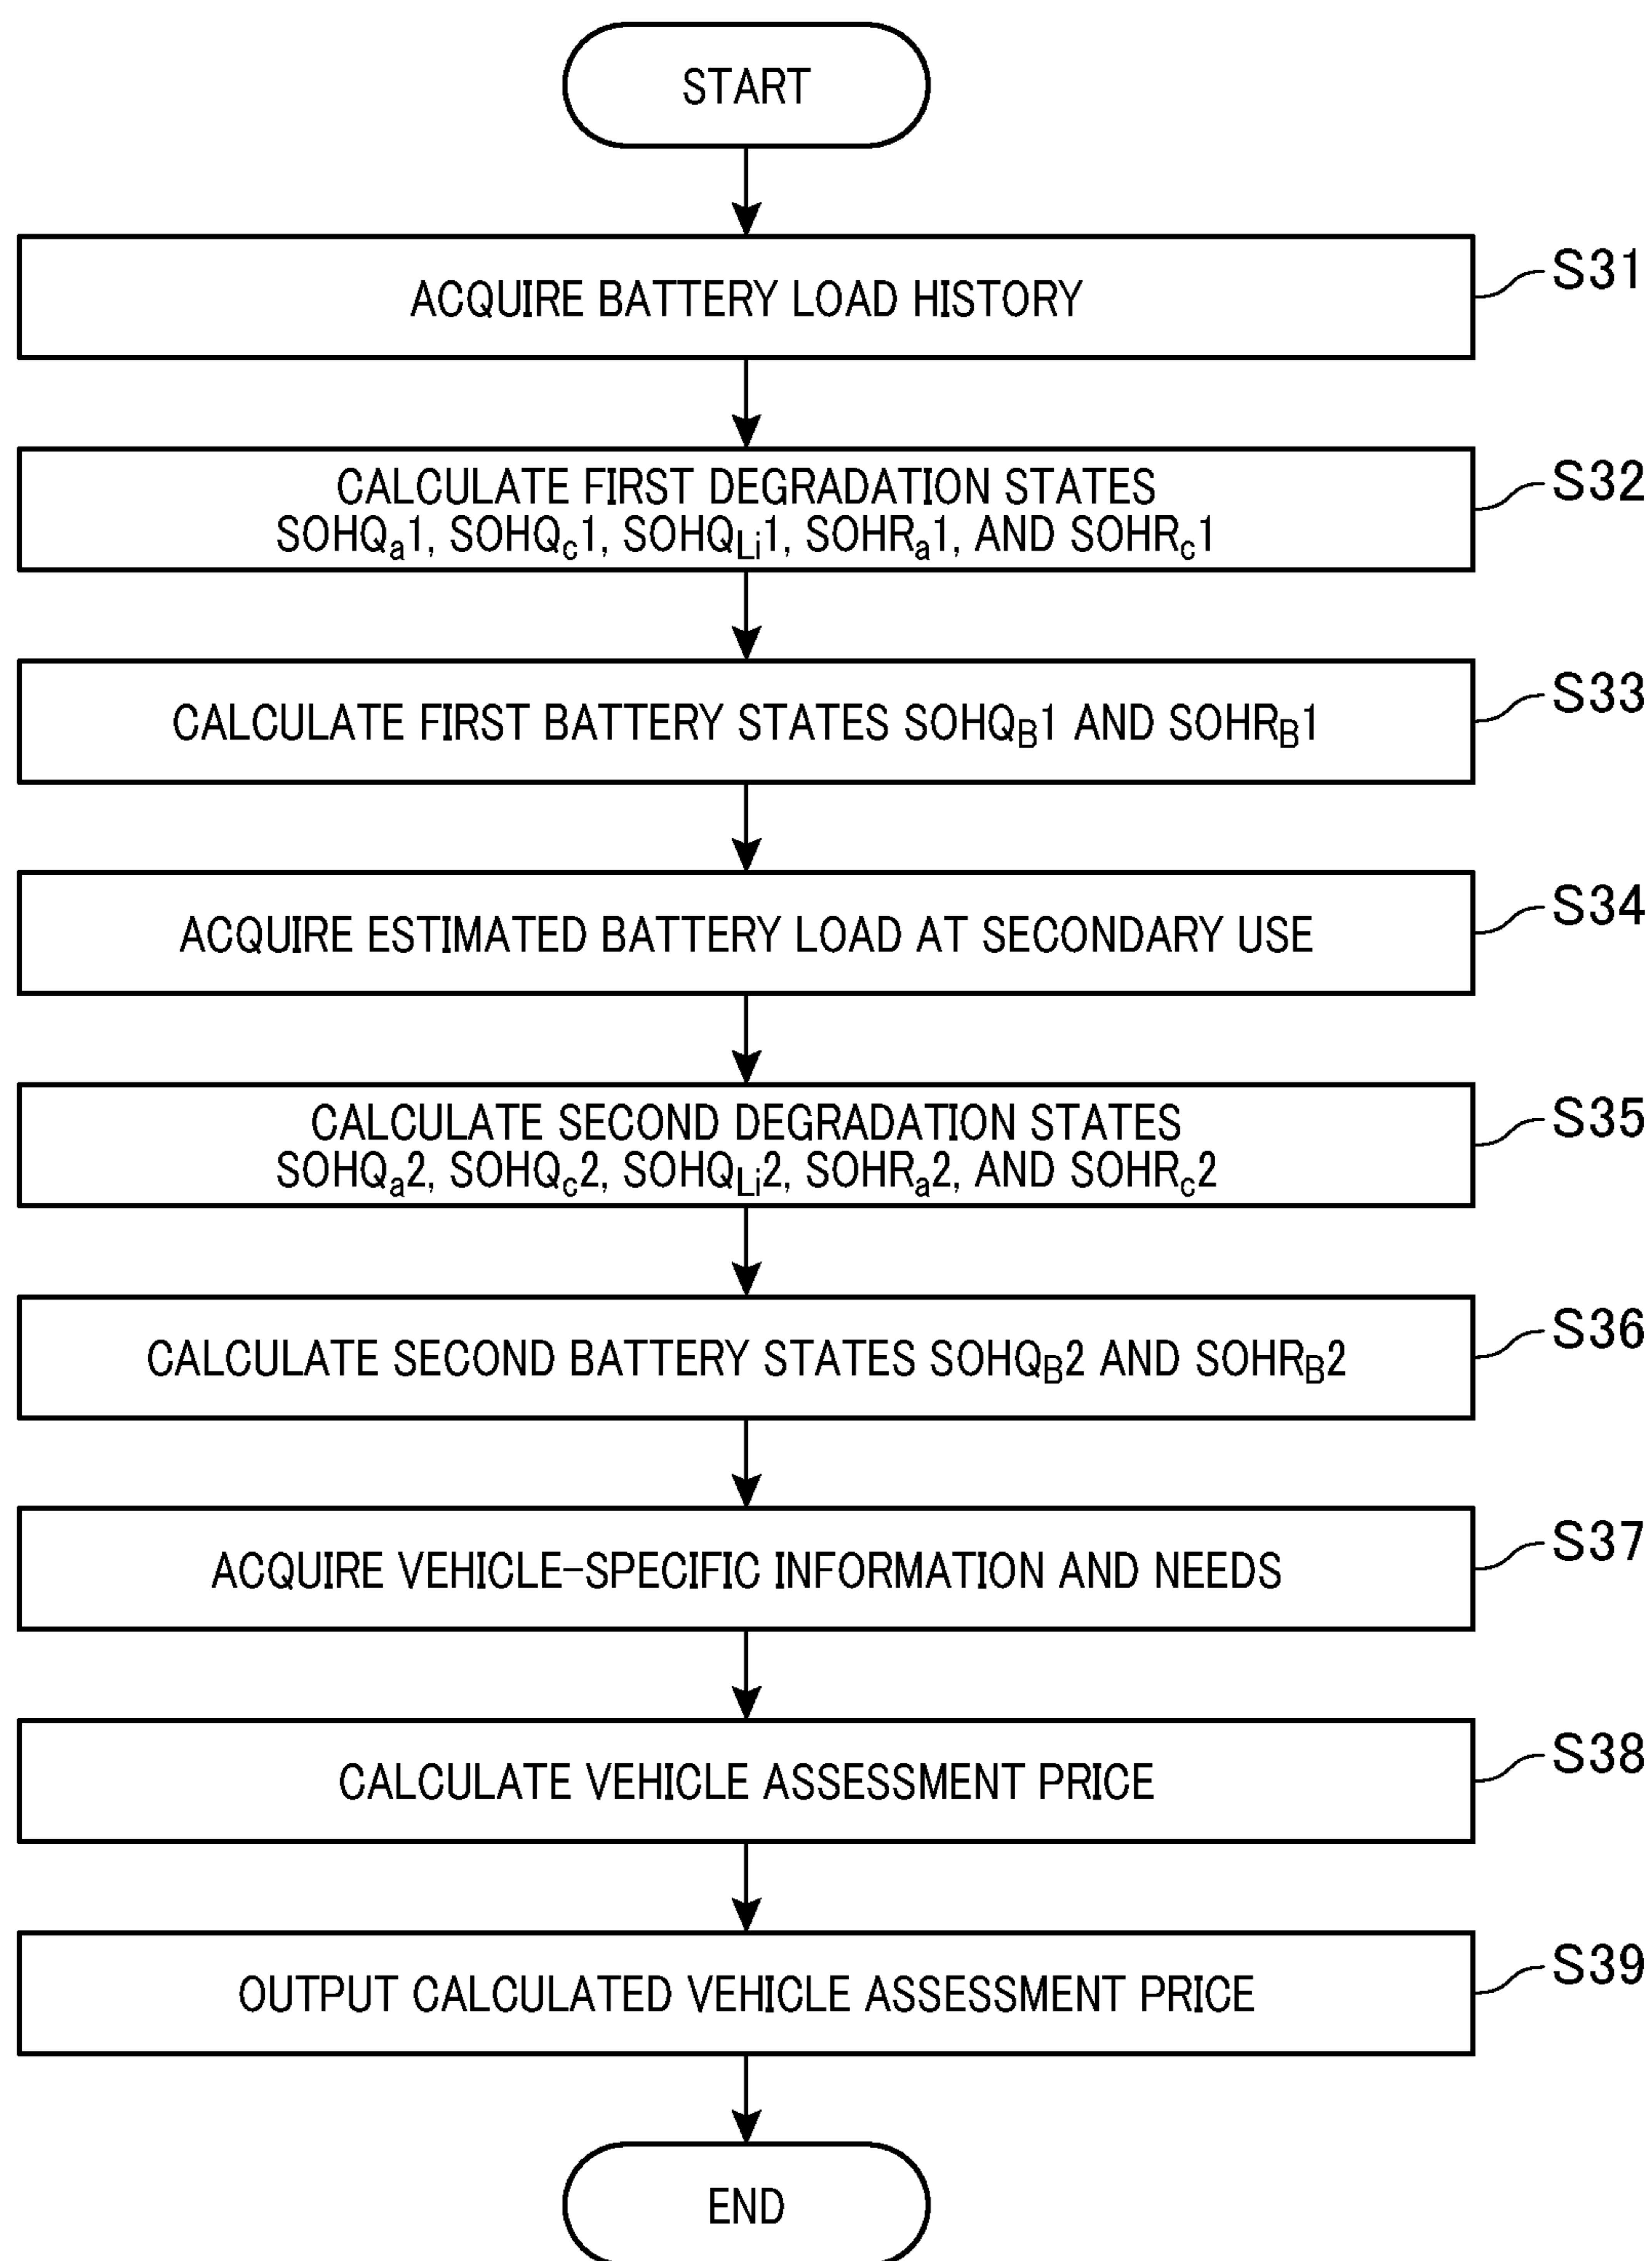 START
ACQUIRE BATTERY LOAD HISTORY
S31
CALCULATE FIRST DEGRADATION STATES
SOHQa1, SOHQc1, SOHQLi1, SOHRa1, AND SOHRc1
S32
CALCULATE FIRST BATTERY STATES SOHQB1 AND SOHRB1
S33
ACQUIRE ESTIMATED BATTERY LOAD AT SECONDARY USE
S34
CALCULATE SECOND DEGRADATION STATES
SOHQa2, SOHQc2, SOHQLi2, SOHRa2, AND SOHRc2
S35
CALCULATE SECOND BATTERY STATES SOHQB2 AND SOHRB2
S36
ACQUIRE VEHICLE-SPECIFIC INFORMATION AND NEEDS
S37
CALCULATE VEHICLE ASSESSMENT PRICE
S38
OUTPUT CALCULATED VEHICLE ASSESSMENT PRICE
S39
END